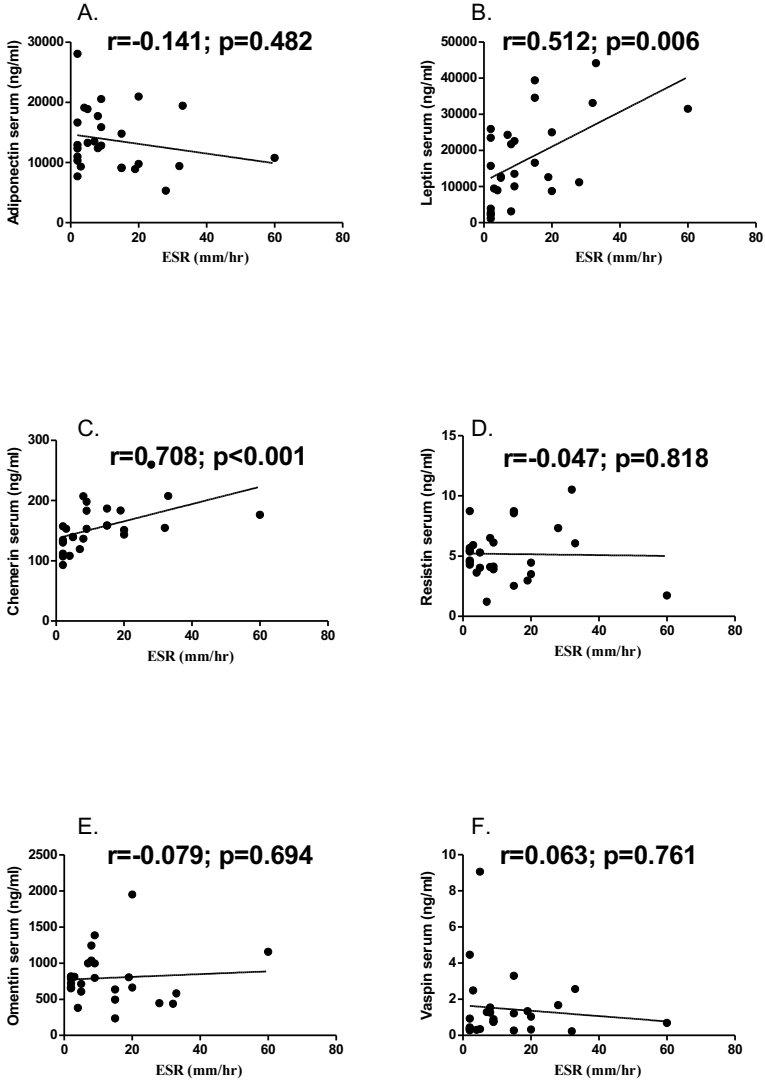 A.
r=-0.141; p=0.482
30000
20000
10000
0
0 20 40 60 80
Adiponectin serum (ng/ml)
ESR (mm/hr)
B.
r=0.512; p=0.006
50000
40000
30000
20000
10000
0
0 20 40 60 80
Leptin serum (ng/ml)
ESR (mm/hr)
C.
r=0.708; p<0.001
300
200
100
0
0 20 40 60 80
Chemerin serum (ng/ml)
ESR (mm/hr)
D.
r=-0.047; p=0.818
15
10
5
0
0 20 40 60 80
Resistin serum (ng/ml)
ESR (mm/hr)
E.
r=-0.079; p=0.694
2500
2000
1500
1000
500
0
0 20 40 60 80
Omentin serum (ng/ml)
ESR (mm/hr)
F.
r=0.063; p=0.761
10
8
6
4
2
0
0 20 40 60 80
Vaspin serum (ng/ml)
ESR (mm/hr)